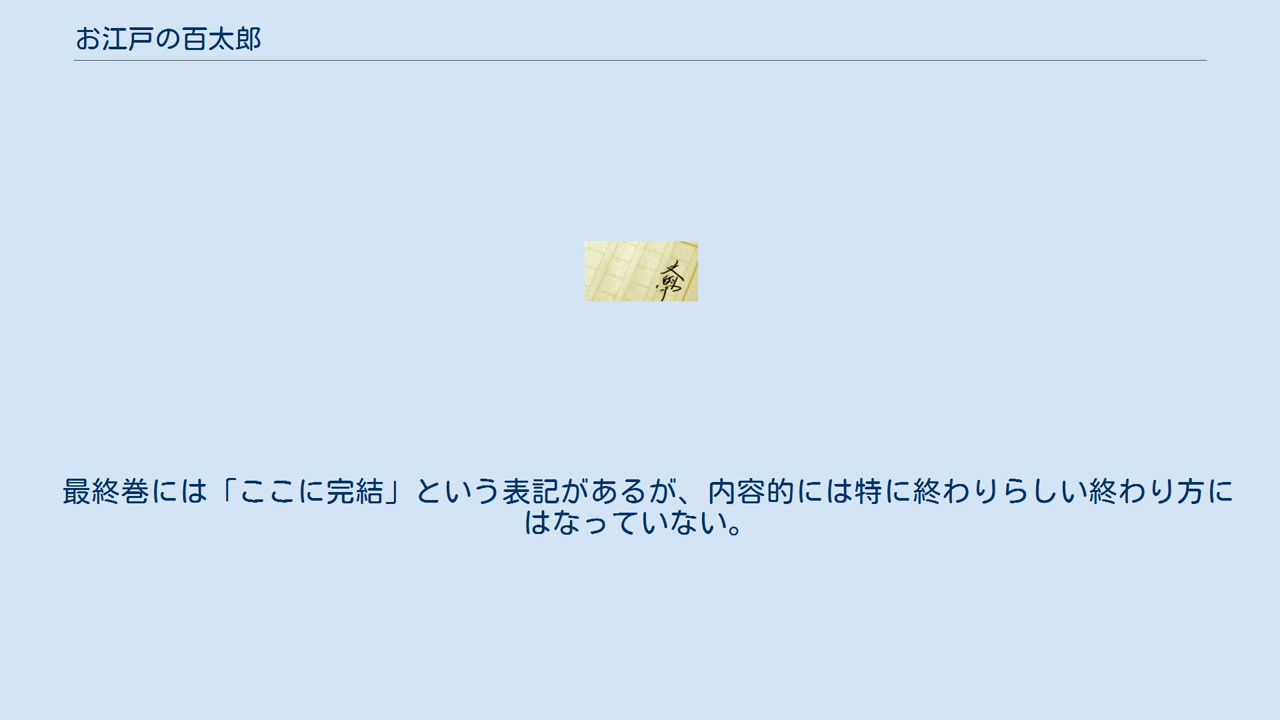 お江戸の百太郎
最終巻には「ここに完結」という表記があるが、内容的には特に終わりらしい終わり方に
はなっていない。